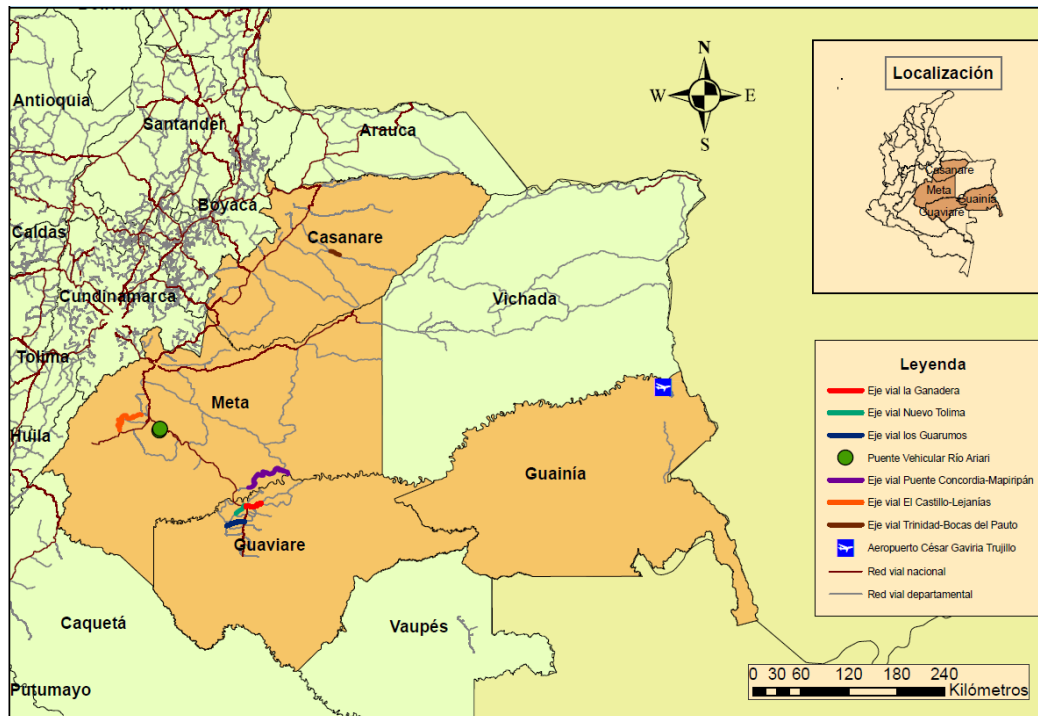 Antioquia
Santander
Arauca
Boyacá
Caldas
Casanare
Cundinamarca
Vichada
Tolima
Meta
Huila
Guainía
Guaviare
Caquetá
Vaupés
Putumayo
N
W
E
S
Localización
Casanare
Meta
Guainía
Guaviare
Leyenda
Eje vial la Ganadera
Eje vial Nuevo Tolima
Eje vial los Guarumos
Puente Vehicular Río Ariari
Eje vial Puente Concordia-Mapiripán
Eje vial El Castillo-Lejanías
Eje vial Trinidad-Bocas del Pauto
Aeropuerto César Gaviria Trujillo
Red vial nacional
Red vial departamental
0 30 60 120 180 240
Kilómetros